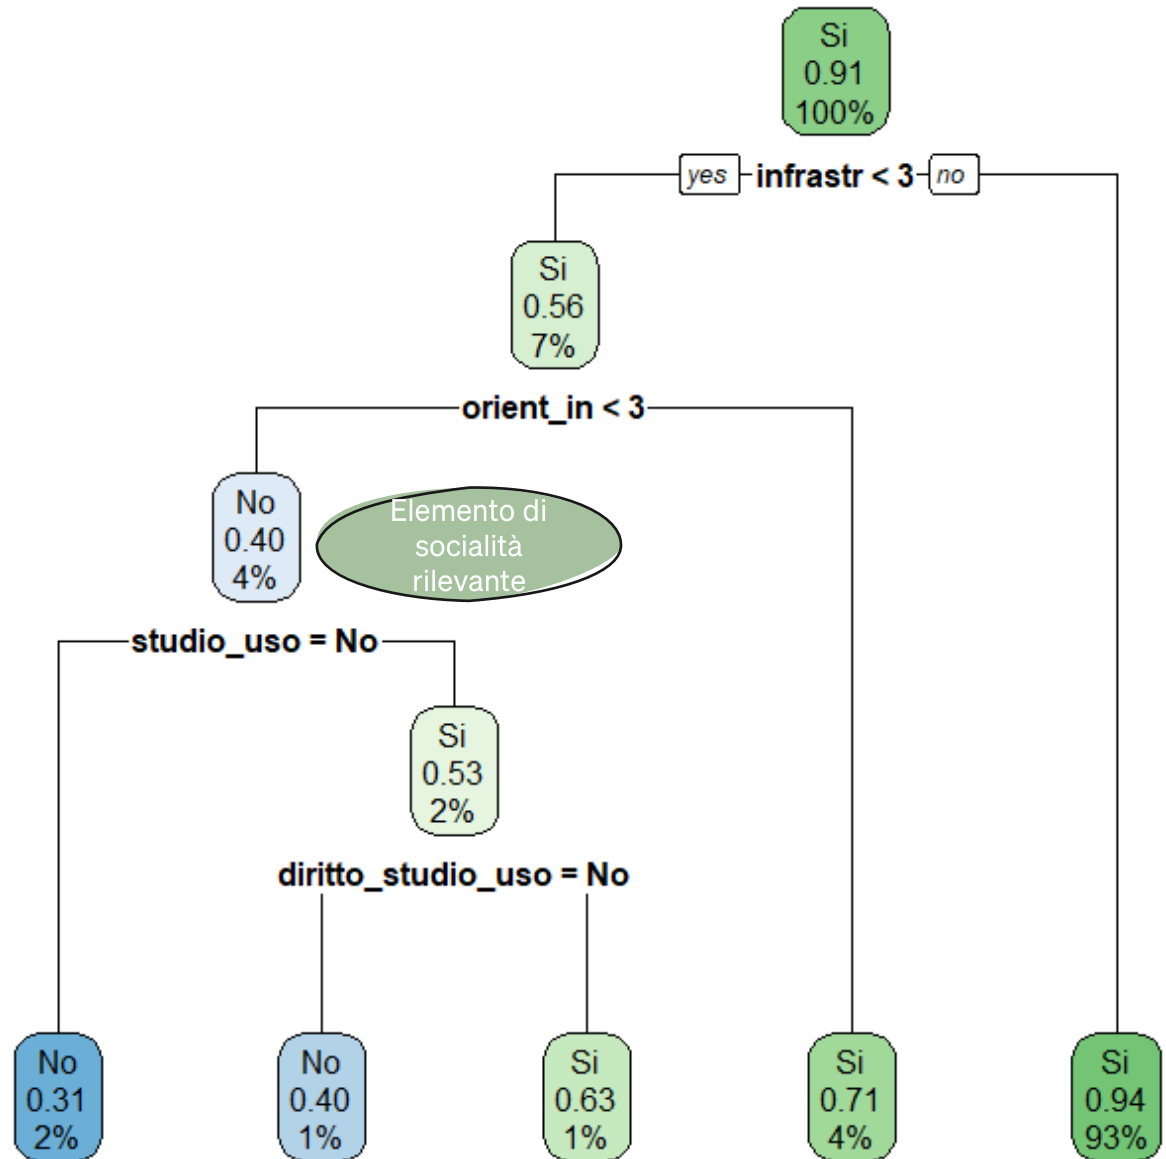 Si
0.91
100%
yes infrastr < 3 no
Si
0.56
7%
orient_in < 3
No
0.40
4%
Elemento di
socialità
rilevante
studio_uso = No
Si
0.53
2%
diritto_studio_uso = No
No
0.31
2%
No
0.40
1%
Si
0.63
1%
Si
0.71
4%
Si
0.94
93%